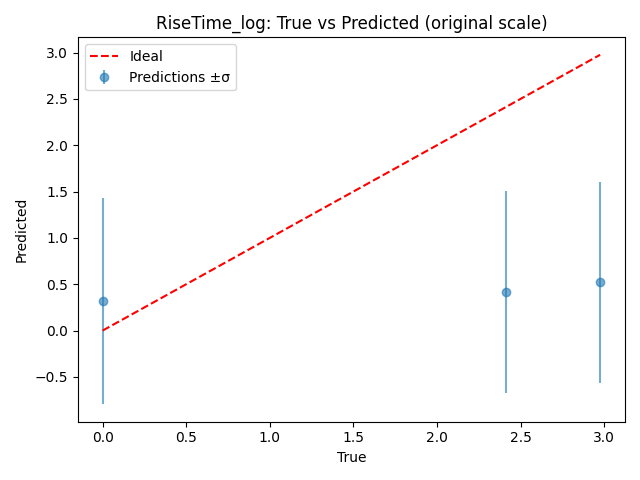 RiseTime_log: True vs Predicted (original scale)
Ideal
Predictions ±σ
Predicted
3.0
2.5
2.0
1.5
1.0
0.5
0.0
−0.5
0.0 0.5 1.0 1.5 2.0 2.5 3.0
True